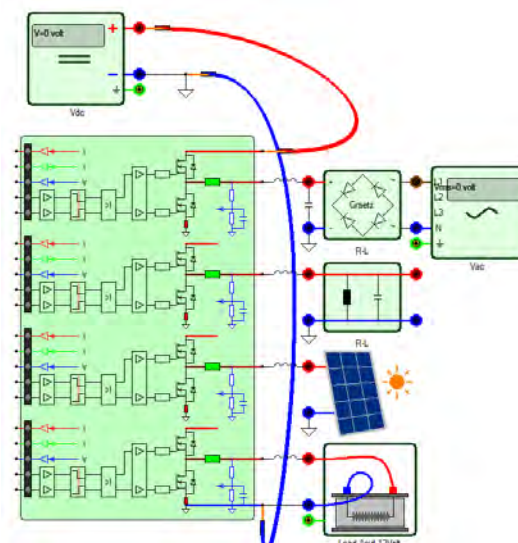 V=0 volt
+
−
Vdc
I
I
V
Graetz
R-L
Vrms=0 volt
L1
L2
L3
N
Vac
I
I
V
R-L
I
I
V
I
I
V